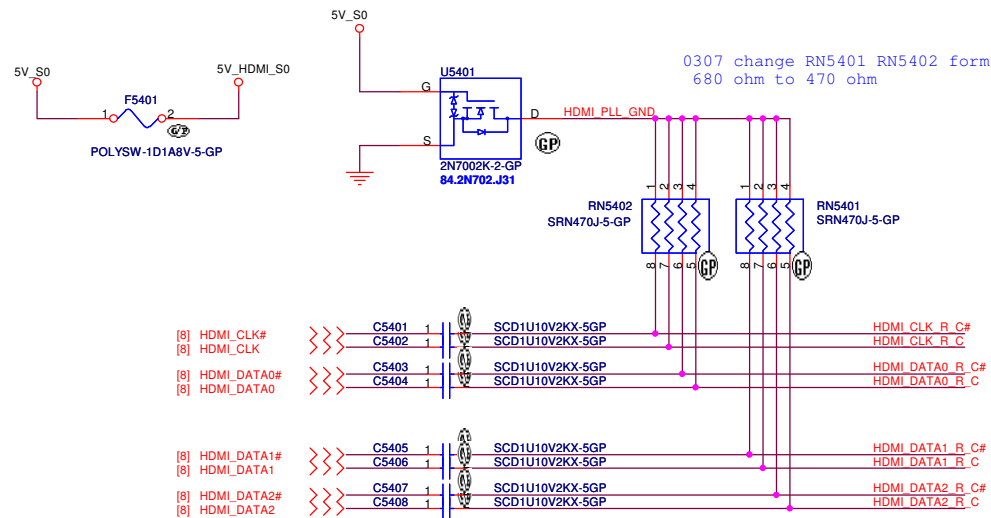 5V_S0
5V_S0
5V_HDMI_S0
F5401
1
2
GP
POLYSW-1D1A8V-5-GP
U5401
G
D
S
HDMI_PLL_GND
GP
2N7002K-2-GP
84.2N702.J31
0307 change RN5401 RN5402 form
680 ohm to 470 ohm
1 2 3 4
1 2 3 4
RN5402
SRN470J-5-GP
RN5401
SRN470J-5-GP
GP
GP
8 7 6 5
8 7 6 5
[8] HDMI_CLK# C5401 1 SCD1U10V2KX-5GP HDMI_CLK_R_C#
[8] HDMI_CLK C5402 1 SCD1U10V2KX-5GP HDMI_CLK_R_C
[8] HDMI_DATA0# C5403 1 SCD1U10V2KX-5GP HDMI_DATA0_R_C#
[8] HDMI_DATA0 C5404 1 SCD1U10V2KX-5GP HDMI_DATA0_R_C
[8] HDMI_DATA1# C5405 1 SCD1U10V2KX-5GP HDMI_DATA1_R_C#
[8] HDMI_DATA1 C5406 1 SCD1U10V2KX-5GP HDMI_DATA1_R_C
[8] HDMI_DATA2# C5407 1 SCD1U10V2KX-5GP HDMI_DATA2_R_C#
[8] HDMI_DATA2 C5408 1 SCD1U10V2KX-5GP HDMI_DATA2_R_C